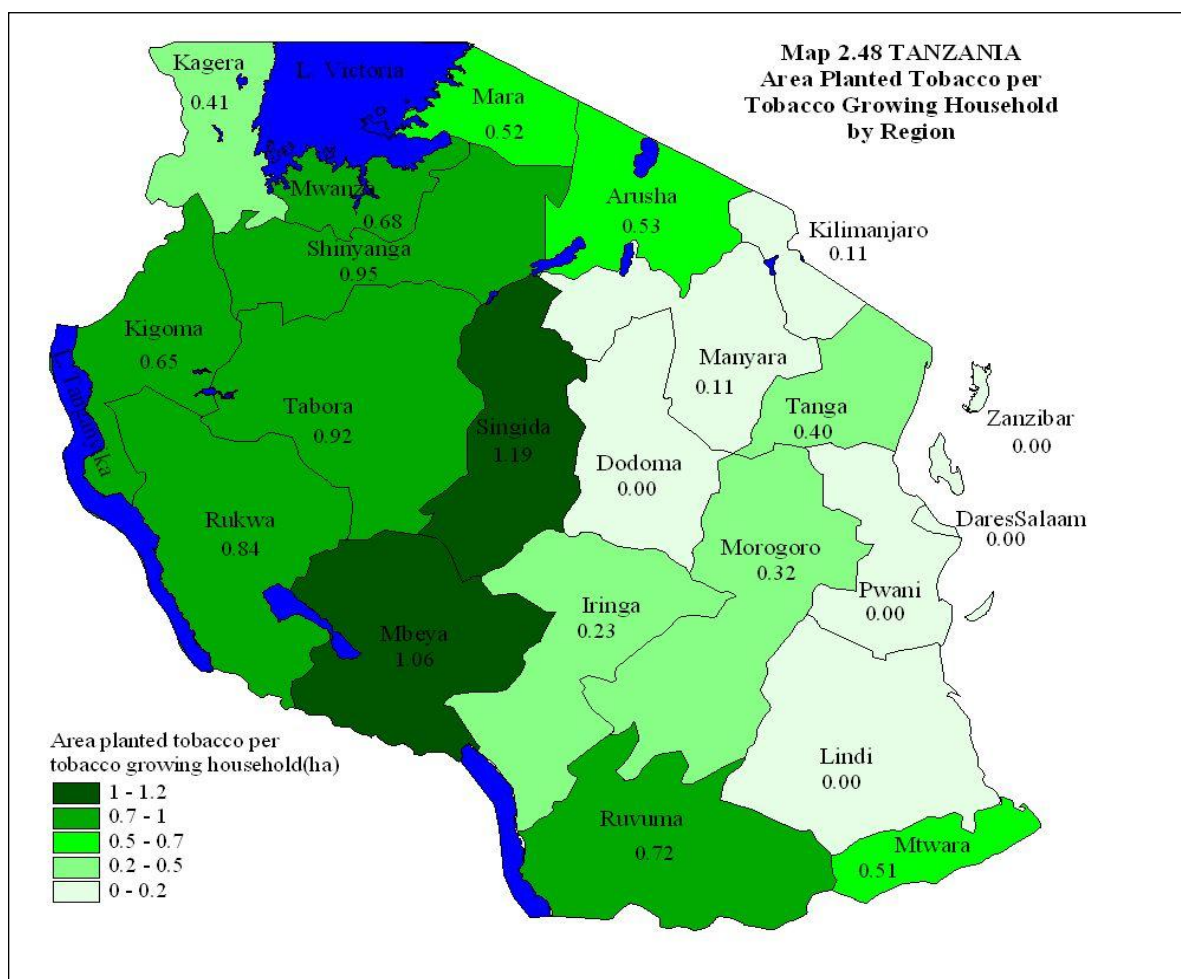 Map 2.48 TANZANIA
Area Planted Tobacco per
Tobacco Growing Household
by Region
Kagera
0.41
L. Victoria
Mara
0.52
Mwanza
0.68
Arusha
0.53
Kilimanjaro
0.11
Shinyanga
0.95
Kigoma
0.65
Manyara
0.11
Tabora
0.92
Singida
1.19
Tanga
0.40
Zanzibar
0.00
L. Tanganyika
Dodoma
0.00
DaresSalaam
0.00
Rukwa
0.84
Morogoro
0.32
Pwani
0.00
Iringa
0.23
Mbeya
1.06
Lindi
0.00
Ruvuma
0.72
Mtwara
0.51
Area planted tobacco per
tobacco growing household(ha)
1 - 1.2
0.7 - 1
0.5 - 0.7
0.2 - 0.5
0 - 0.2